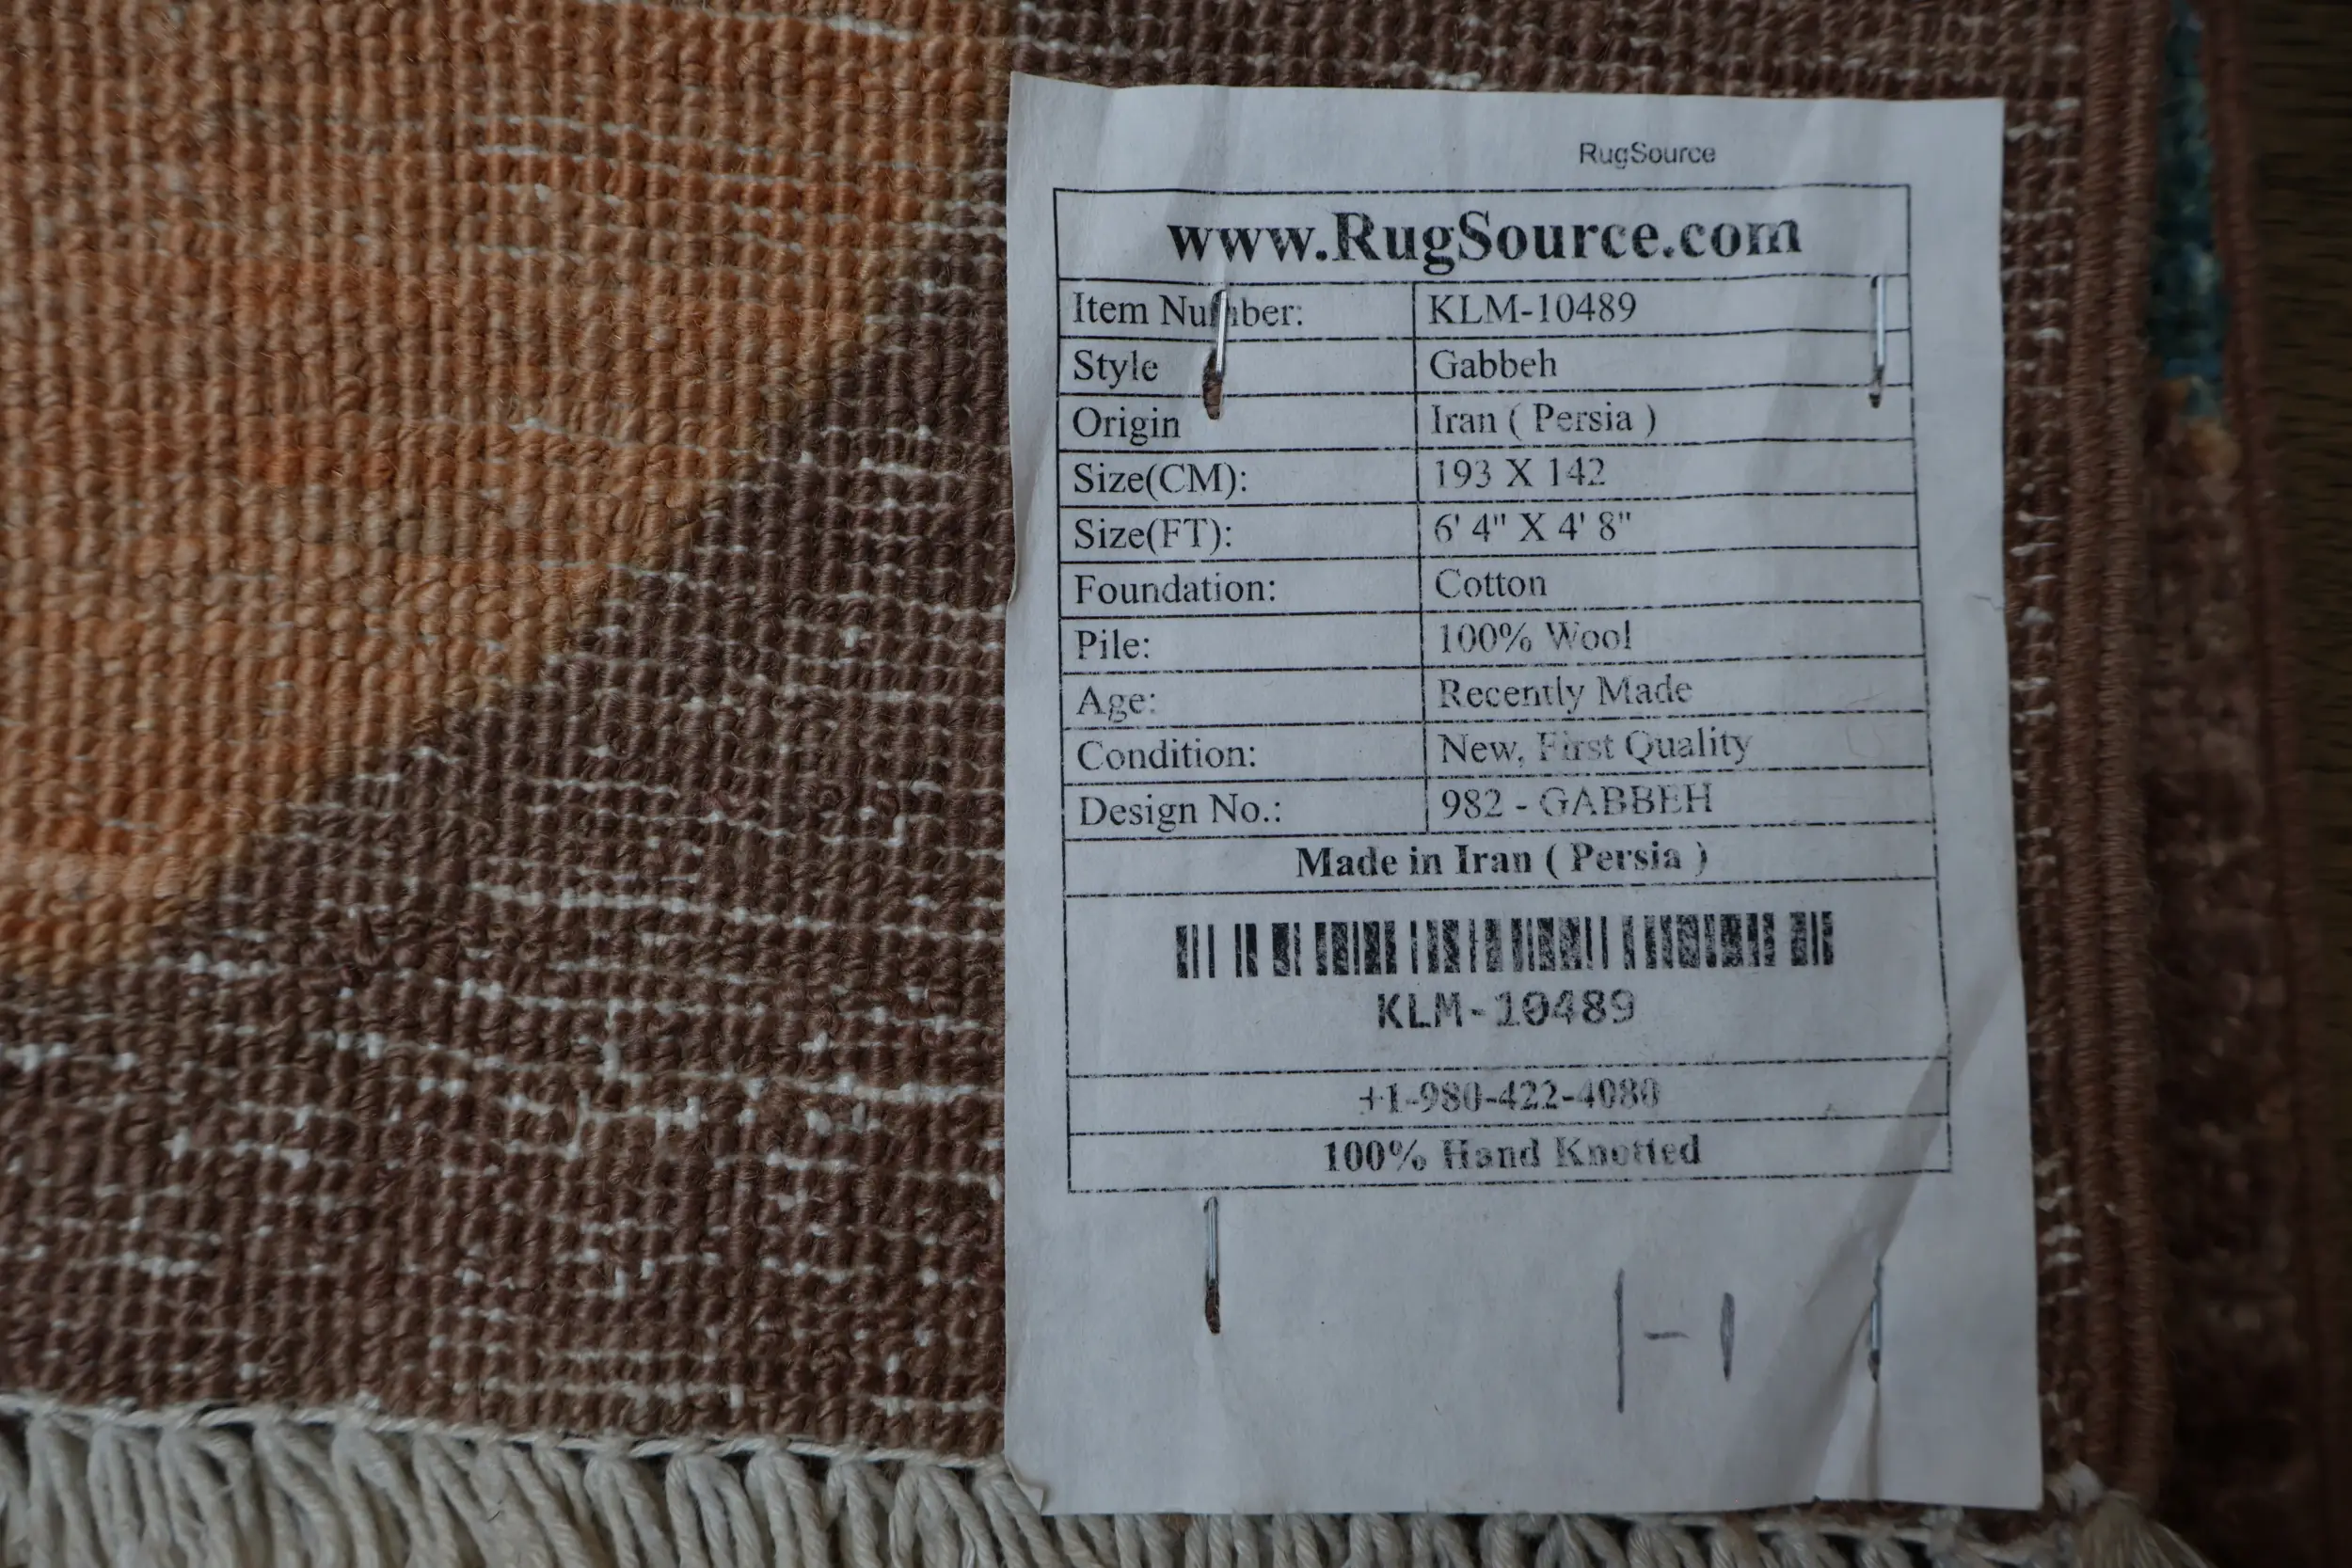 RugSource
www.RugSource.com
Item Number: KLM-10489
Style Gabbeh
Origin Iran ( Persia )
Size(CM): 193 X 142
Size(FT): 6' 4" X 4' 8"
Foundation: Cotton
Pile: 100% Wool
Age: Recently Made
Condition: New, First Quality
Design No.: 982 - GABBEH
Made in Iran ( Persia )
KLM-10489
+1-980-422-4080
100% Hand Knotted
1-1